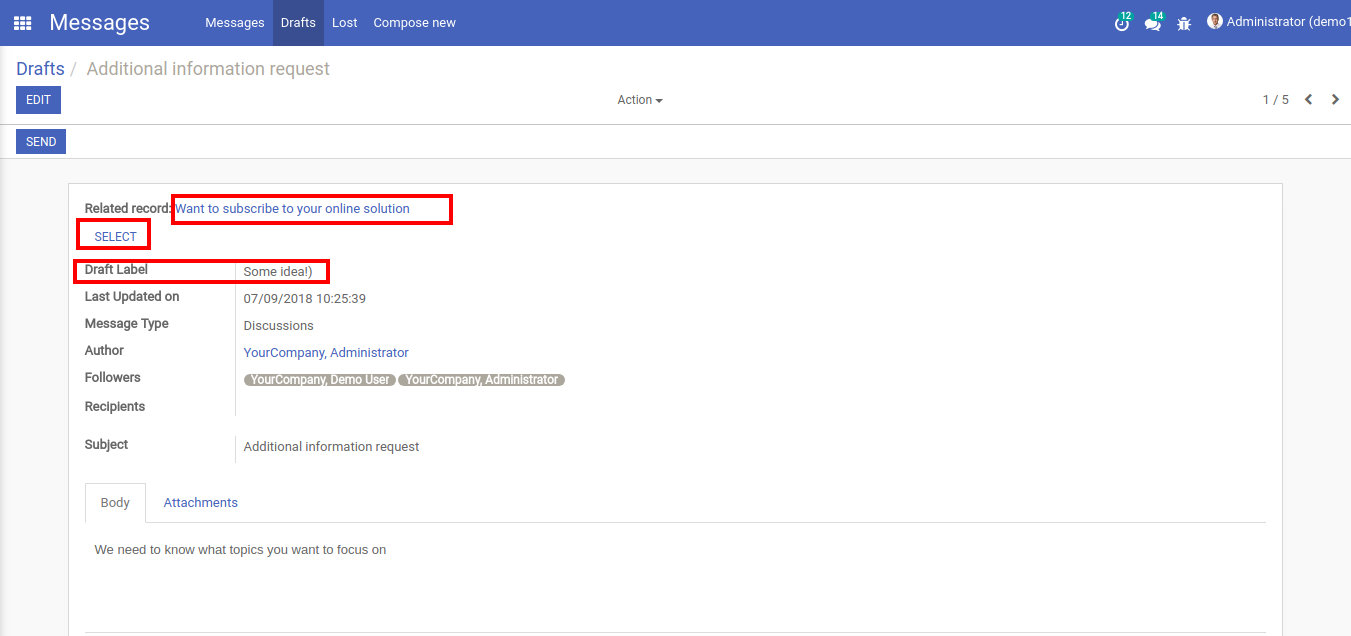 Messages Messages Drafts Lost Compose new 12 14 Administrator (demo1
Drafts / Additional information request
EDIT Action 1 / 5
SEND
Related record: Want to subscribe to your online solution
SELECT
Draft Label Some idea!)
Last Updated on 07/09/2018 10:25:39
Message Type Discussions
Author YourCompany, Administrator
Followers YourCompany, Demo User YourCompany, Administrator
Recipients
Subject Additional information request
Body Attachments
We need to know what topics you want to focus on